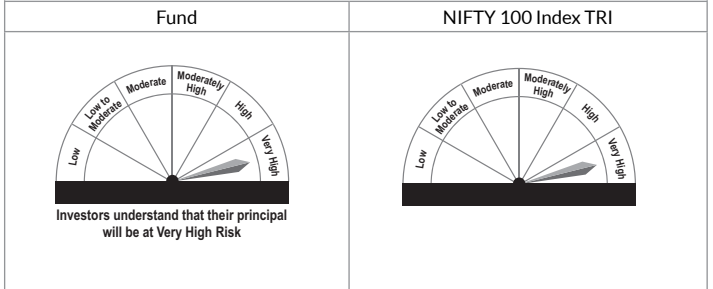 Fund
NIFTY 100 Index TRI
Low
Low to
Moderate
Moderate
Moderately
High
High
Very High
Investors understand that their principal
will be at Very High Risk
Low
Low to
Moderate
Moderate
Moderately
High
High
Very High